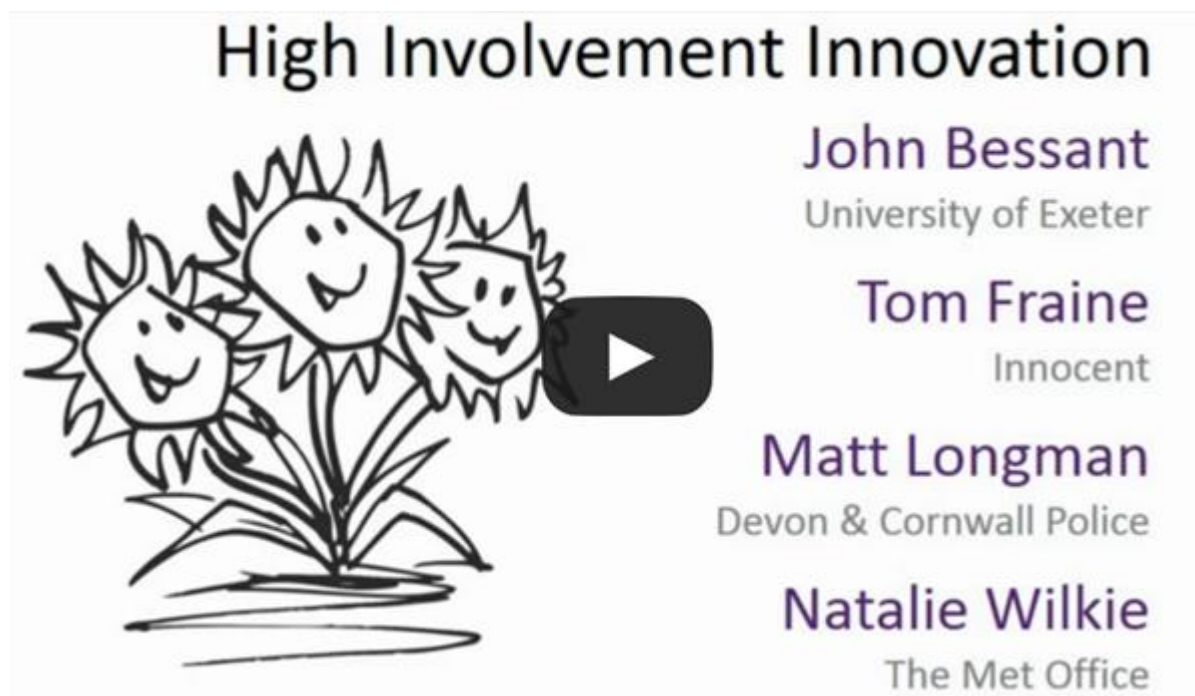 High Involvement Innovation
John Bessant
University of Exeter
Tom Fraine
Innocent
Matt Longman
Devon & Cornwall Police
Natalie Wilkie
The Met Office